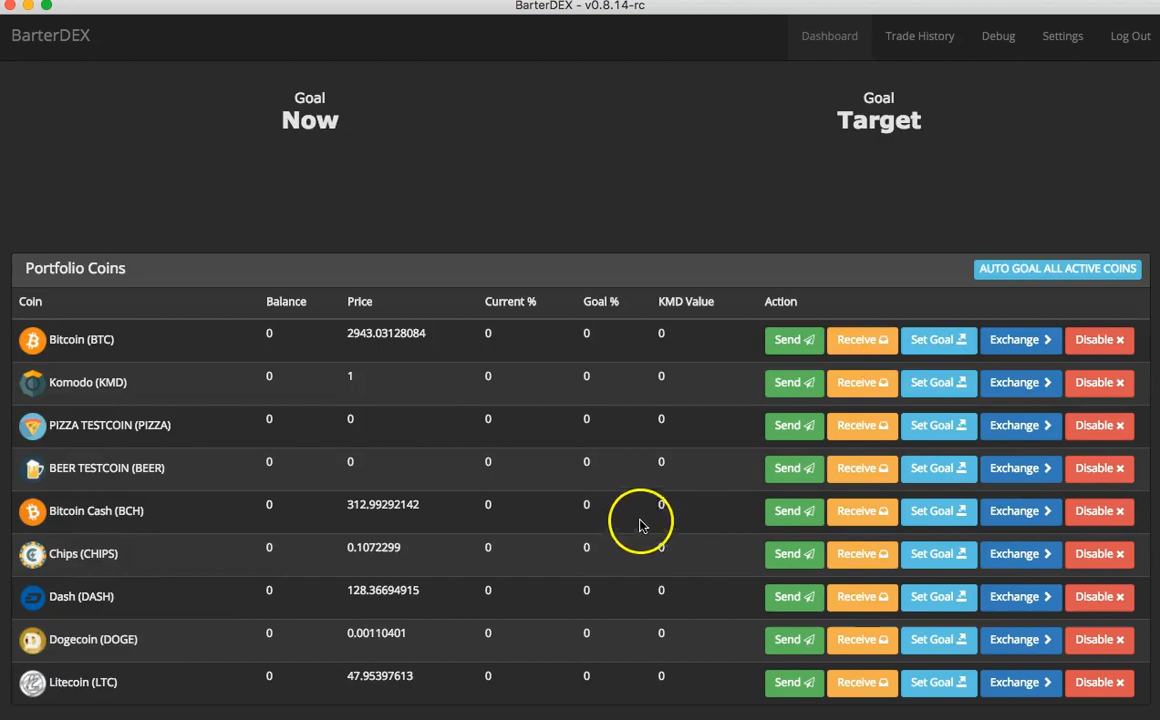 BarterDEX - v0.8.14-rc
BarterDEX Dashboard Trade History Debug Settings Log Out
Goal Goal
Now Target
Portfolio Coins AUTO GOAL ALL ACTIVE COINS
Coin Balance Price Current % Goal % KMD Value Action
Bitcoin (BTC) 0 2943.03128084 0 0 0 Send Receive Set Goal Exchange Disable
Komodo (KMD) 0 1 0 0 0 Send Receive Set Goal Exchange Disable
PIZZA TESTCOIN (PIZZA) 0 0 0 0 0 Send Receive Set Goal Exchange Disable
BEER TESTCOIN (BEER) 0 0 0 0 0 Send Receive Set Goal Exchange Disable
Bitcoin Cash (BCH) 0 312.99292142 0 0 0 Send Receive Set Goal Exchange Disable
Chips (CHIPS) 0 0.1072299 0 0 0 Send Receive Set Goal Exchange Disable
Dash (DASH) 0 128.36694915 0 0 0 Send Receive Set Goal Exchange Disable
Dogecoin (DOGE) 0 0.00110401 0 0 0 Send Receive Set Goal Exchange Disable
Litecoin (LTC) 0 47.95397613 0 0 0 Send Receive Set Goal Exchange Disable